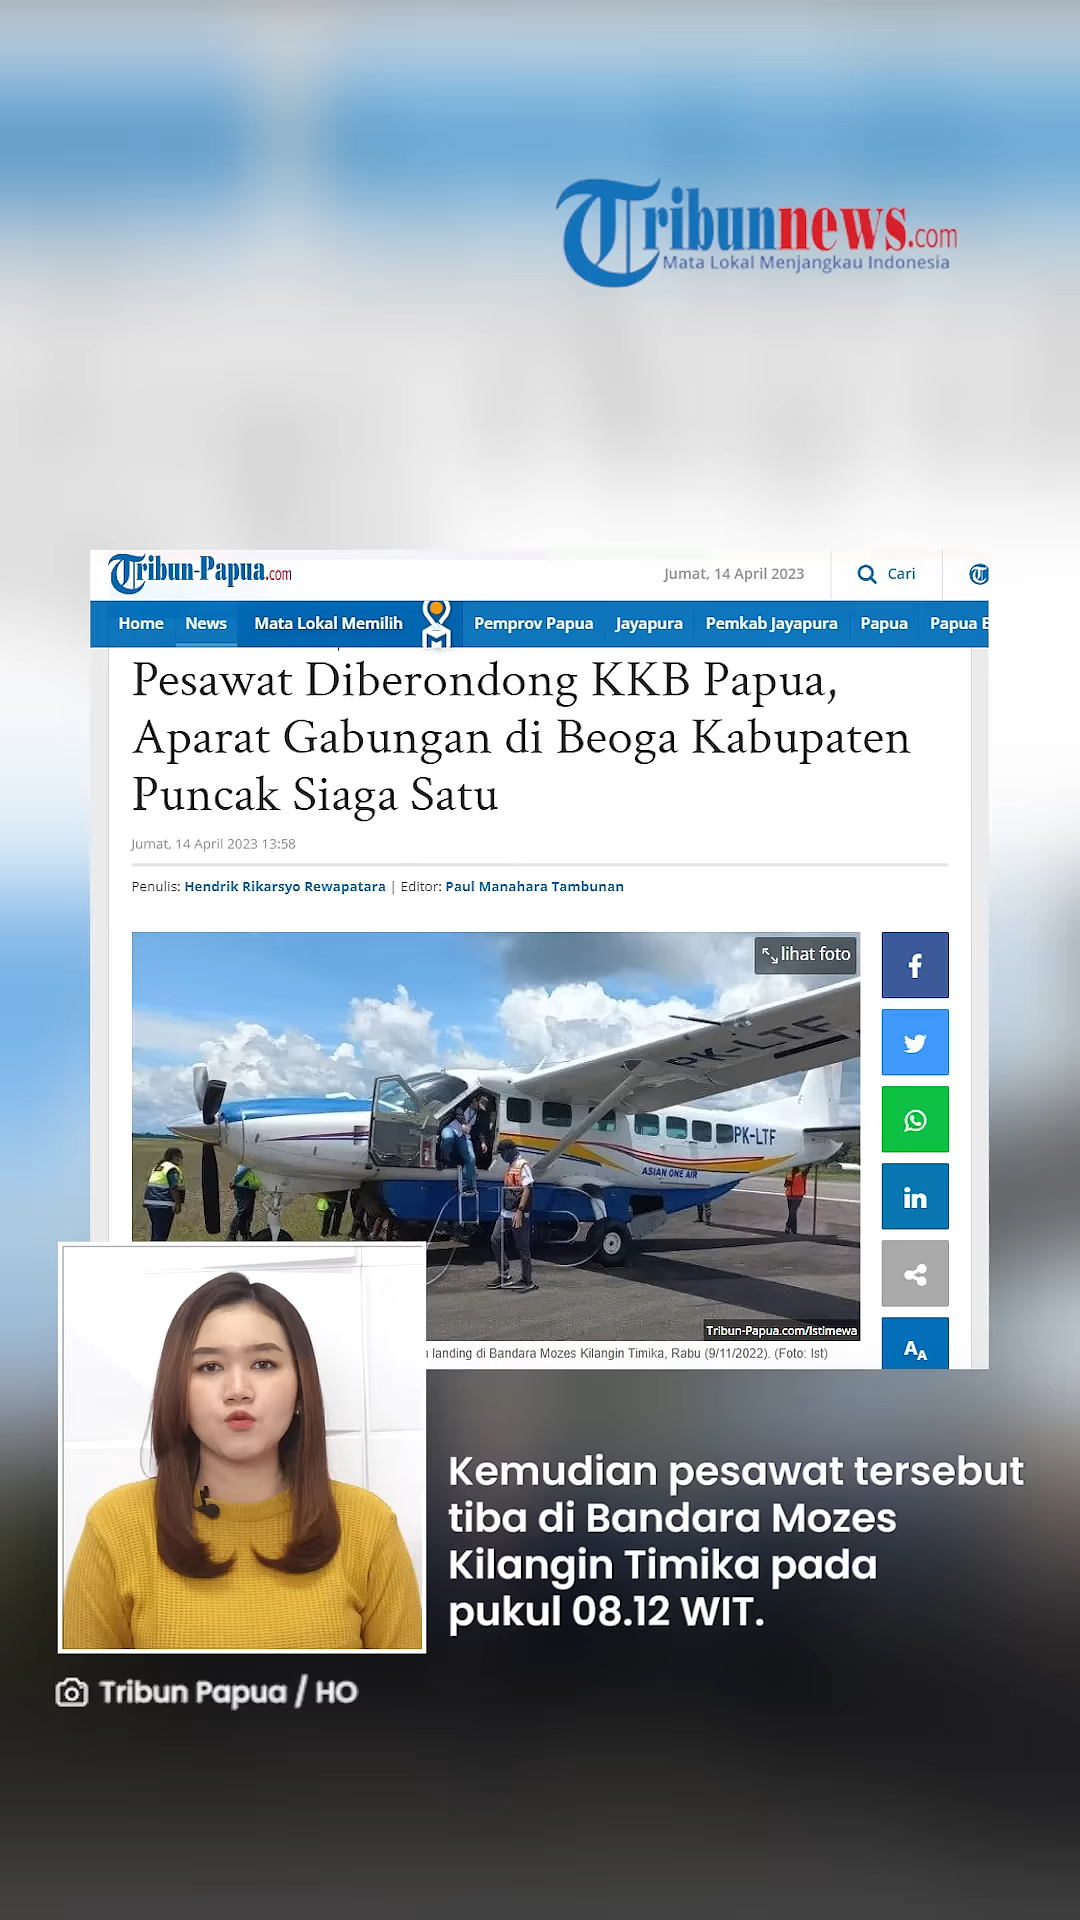 Tribunnews.com
Mata Lokal Menjangkau Indonesia
Tribun-Papua.com
Jumat, 14 April 2023
Cari
Home News Mata Lokal Memilih M Pemprov Papua Jayapura Pemkab Jayapura Papua Papua
Pesawat Diberondong KKB Papua,
Aparat Gabungan di Beoga Kabupaten
Puncak Siaga Satu
Jumat, 14 April 2023 13:58
Penulis: Hendrik Rikarsyo Rewapatara | Editor: Paul Manahara Tambunan
lihat foto
PK-LTF
PK-LTF
ASIAN ONE AIR
Tribun-Papua.com/Istimewa
landing di Bandara Mozes Kilangin Timika, Rabu (9/11/2022). (Foto: Ist)
AA
Kemudian pesawat tersebut
tiba di Bandara Mozes
Kilangin Timika pada
pukul 08.12 WIT.
Tribun Papua / HO